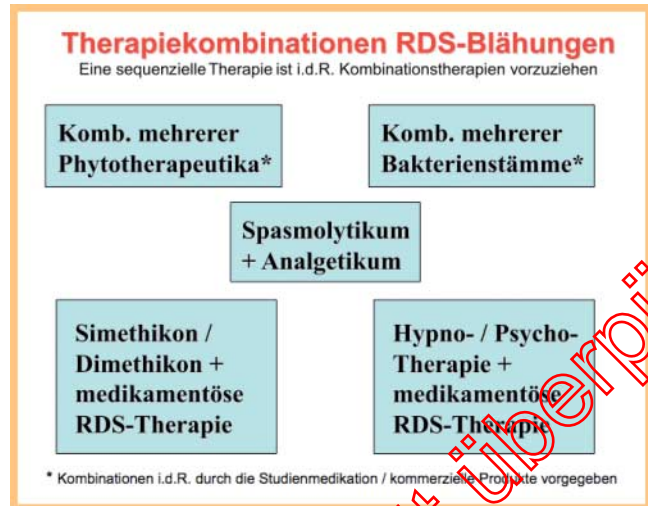 Therapiekombinationen RDS-Blähungen
Eine sequenzielle Therapie ist i.d.R. Kombinationstherapien vorzuziehen
Komb. mehrerer
Phytotherapeutika*
Komb. mehrerer
Bakterienstämme*
Spasmolytikum
+ Analgetikum
Simethikon /
Dimethikon +
medikamentöse
RDS-Therapie
Hypno- / Psycho-
Therapie +
medikamentöse
RDS-Therapie
* Kombinationen i.d.R. durch die Studienmedikation / kommerzielle Produkte vorgegeben